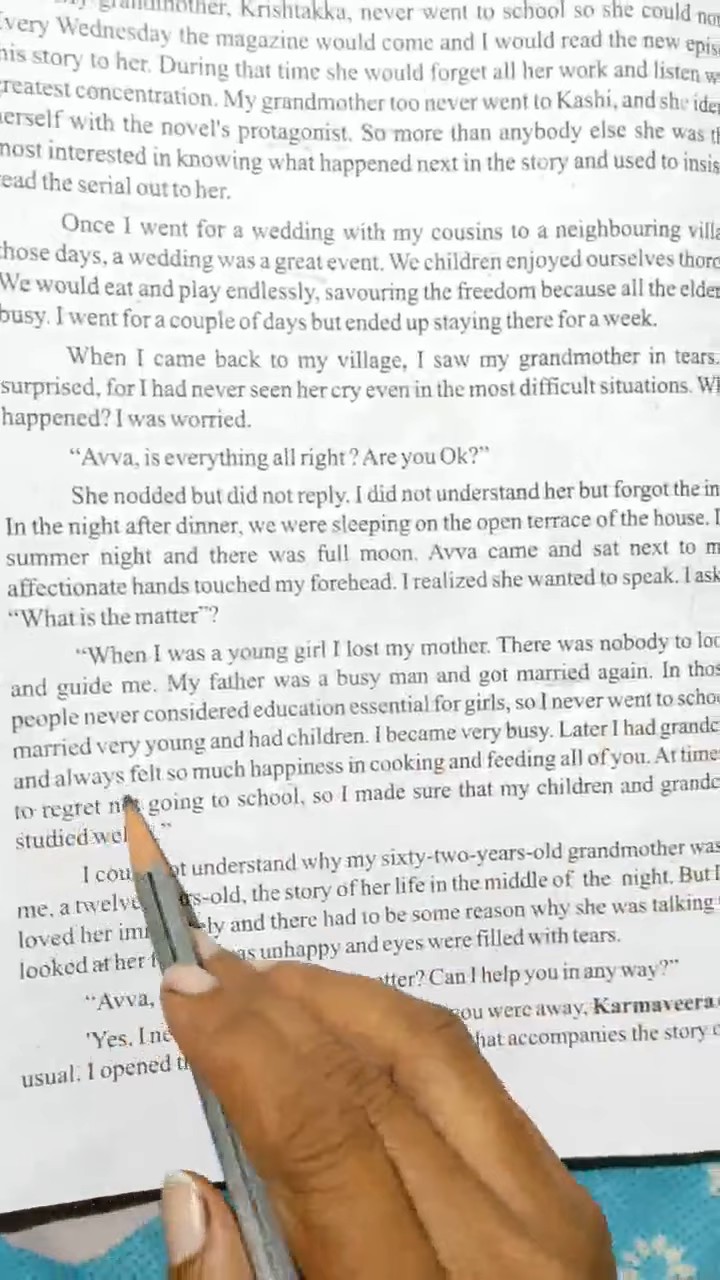 grandmother, Krishtakka, never went to school so she could
very Wednesday the magazine would come and I would read the new
his story to her. During that time she would forget all her work and listen
reatest concentration. My grandmother too never went to Kashi, and she
erself with the novel's protagonist. So more than anybody else she was
most interested in knowing what happened next in the story and used to
ead the serial out to her.
Once I went for a wedding with my cousins to a neighbouring
hose days, a wedding was a great event. We children enjoyed ourselves
We would eat and play endlessly, savouring the freedom because all the elder
busy. I went for a couple of days but ended up staying there for a week.
When I came back to my village, I saw my grandmother in tears.
surprised, for I had never seen her cry even in the most difficult situations.
happened? I was worried.
“Avva, is everything all right? Are you Ok?”
She nodded but did not reply. I did not understand her but forgot the
In the night after dinner, we were sleeping on the open terrace of the house.
summer night and there was full moon. Avva came and sat next to
affectionate hands touched my forehead. I realized she wanted to speak. I
“What is the matter”?
“When I was a young girl I lost my mother. There was nobody to
and guide me. My father was a busy man and got married again. In
people never considered education essential for girls, so I never went to
married very young and had children. I became very busy. Later I had
and always felt so much happiness in cooking and feeding all of you. At
to regret going to school, so I made sure that my children and
studied
I understand why my sixty-two-years-old grandmother was
me, a s-old, the story of her life in the middle of the night. But I
loved her and there had to be some reason why she was talking
looked at her unhappy and eyes were filled with tears.
“Avva, Can I help you in any way?”
'Yes, I you were away, Karmaveera
usual. I opened that accompanies the story